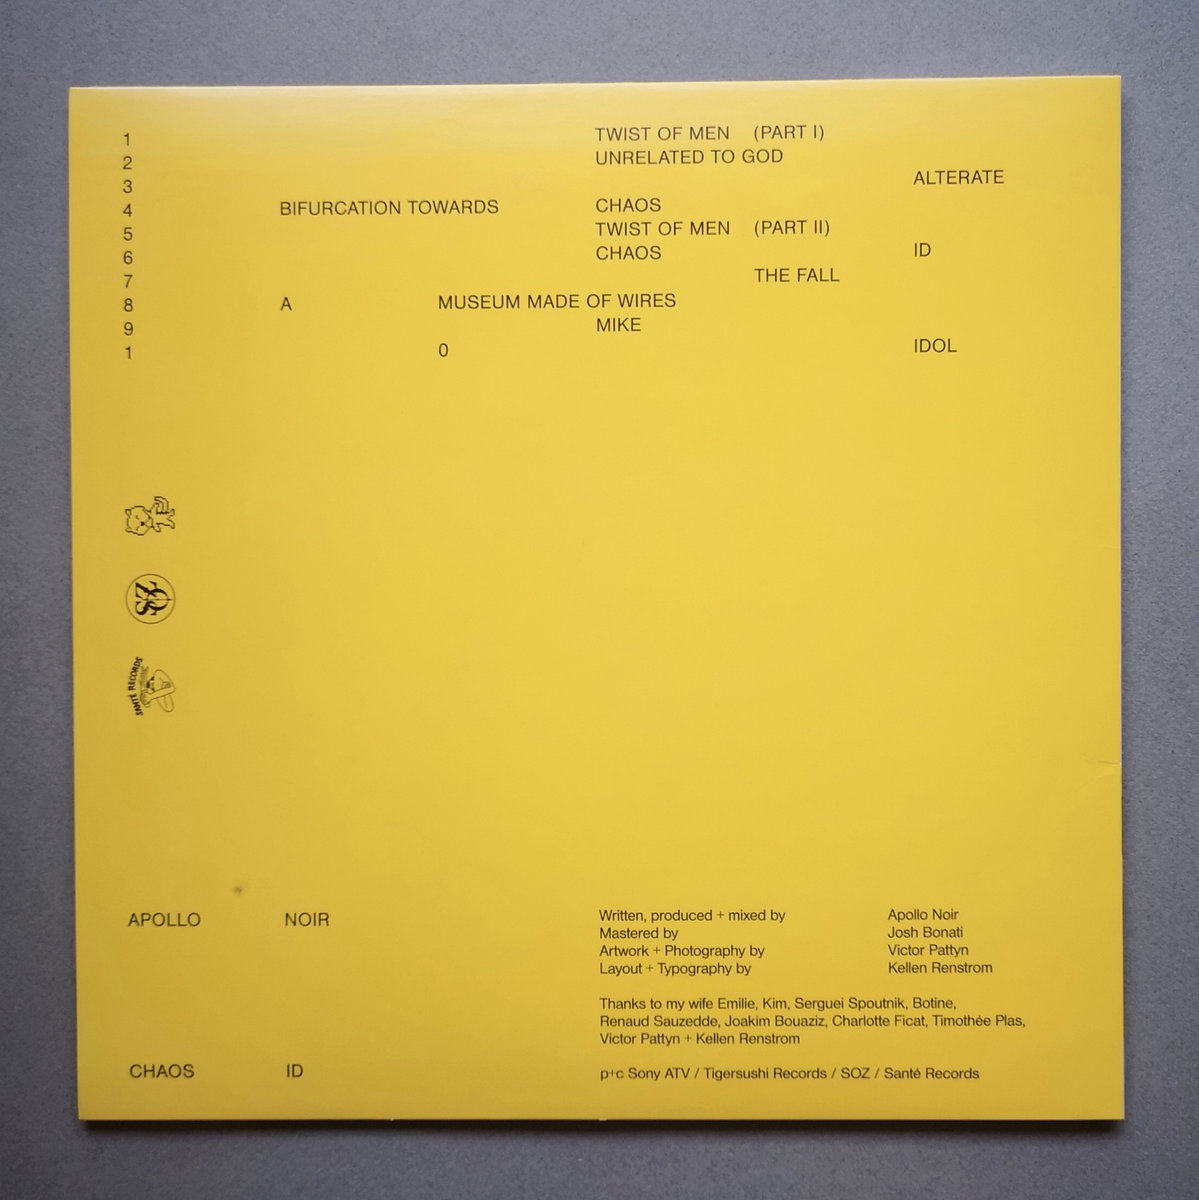 1 TWIST OF MEN (PART I)
2 UNRELATED TO GOD
3 ALTERATE
4 BIFURCATION TOWARDS CHAOS
5 TWIST OF MEN (PART II)
6 CHAOS ID
7 THE FALL
8 A MUSEUM MADE OF WIRES
9 MIKE
1 0 IDOL
SOZ
SANTÉ RECORDS
APOLLO NOIR
CHAOS ID
Written, produced + mixed by Apollo Noir
Mastered by Josh Bonati
Artwork + Photography by Victor Pattyn
Layout + Typography by Kellen Renstrom
Thanks to my wife Emilie, Kim, Serguei Spoutnik, Botine,
Renaud Sauzedde, Joakim Bouaziz, Charlotte Ficat, Timothée Plas,
Victor Pattyn + Kellen Renstrom
p+c Sony ATV / Tigersushi Records / SOZ / Santé Records